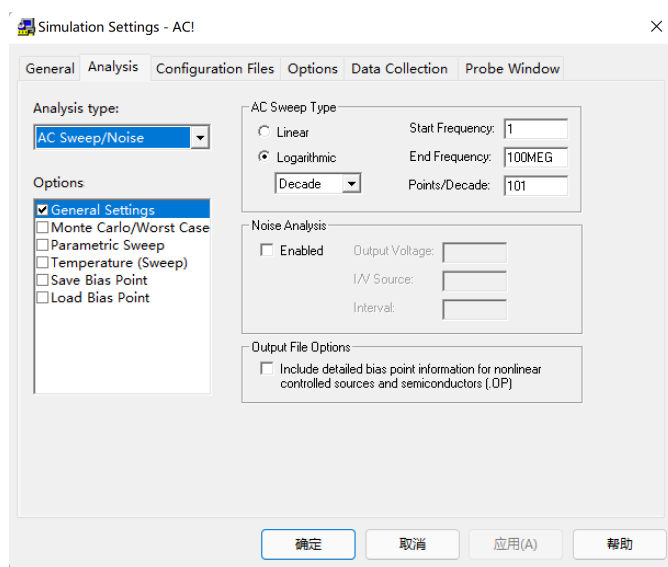 Simulation Settings - AC!
General Analysis Configuration Files Options Data Collection Probe Window
Analysis type:
AC Sweep/Noise
Options
General Settings
Monte Carlo/Worst Case
Parametric Sweep
Temperature (Sweep)
Save Bias Point
Load Bias Point
AC Sweep Type
Linear
Logarithmic
Decade
Start Frequency: 1
End Frequency: 100MEG
Points/Decade: 101
Noise Analysis
Enabled
Output Voltage:
I/V Source:
Interval:
Output File Options
Include detailed bias point information for nonlinear
controlled sources and semiconductors (.OP)
确定 取消 应用(A) 帮助